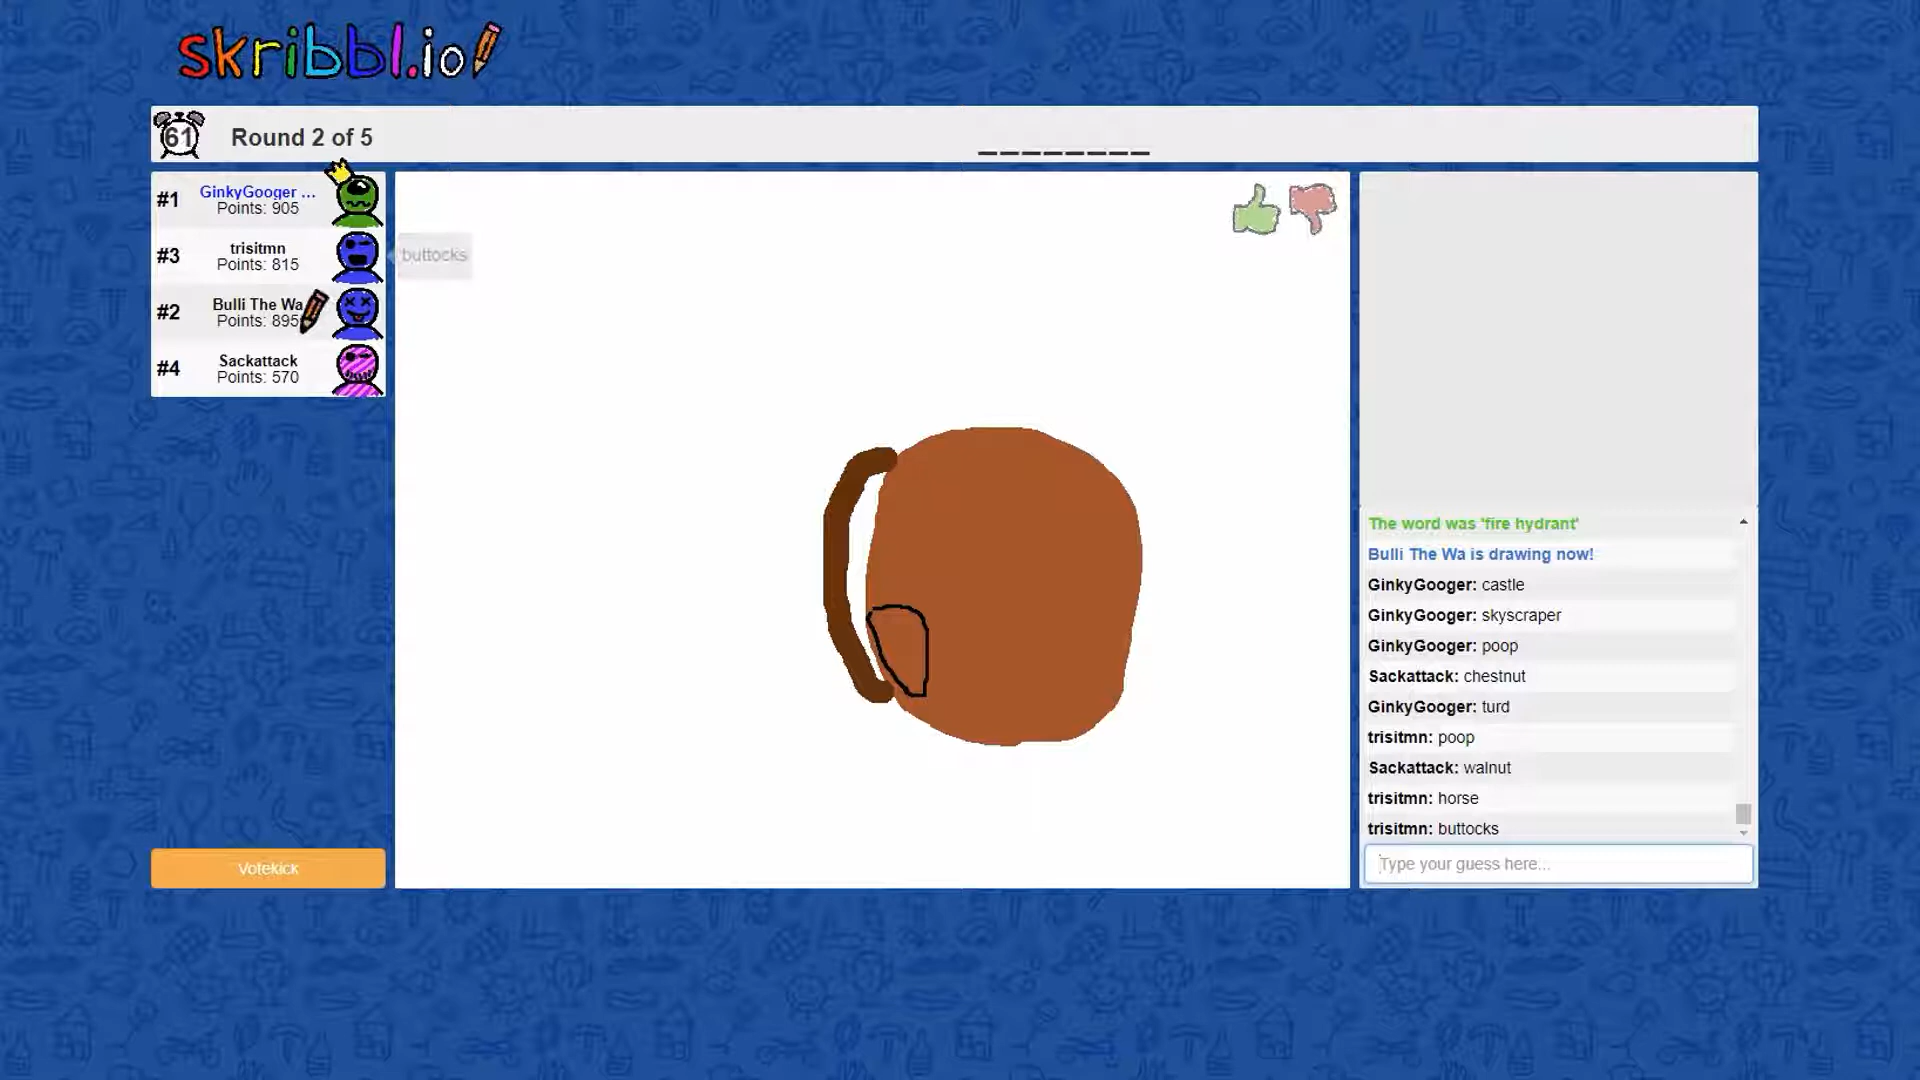 skribbl.io
61
Round 2 of 5
________
#1
GinkyGooger ...
Points: 905
#3
trisitmn
Points: 815
buttocks
#2
Bulli The Wa
Points: 895
#4
Sackattack
Points: 570
Votekick
The word was 'fire hydrant'
Bulli The Wa is drawing now!
GinkyGooger: castle
GinkyGooger: skyscraper
GinkyGooger: poop
Sackattack: chestnut
GinkyGooger: turd
trisitmn: poop
Sackattack: walnut
trisitmn: horse
trisitmn: buttocks
Type your guess here...